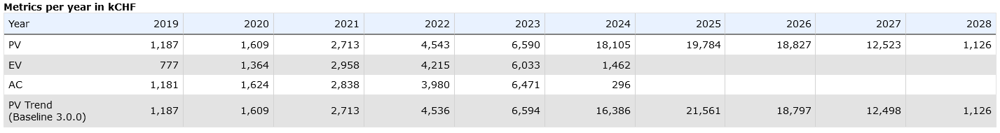 Metrics per year in kCHF
Year 2019 2020 2021 2022 2023 2024 2025 2026 2027 2028
PV 1,187 1,609 2,713 4,543 6,590 18,105 19,784 18,827 12,523 1,126
EV 777 1,364 2,958 4,215 6,033 1,462
AC 1,181 1,624 2,838 3,980 6,471 296
PV Trend
(Baseline 3.0.0) 1,187 1,609 2,713 4,536 6,594 16,386 21,561 18,797 12,498 1,126